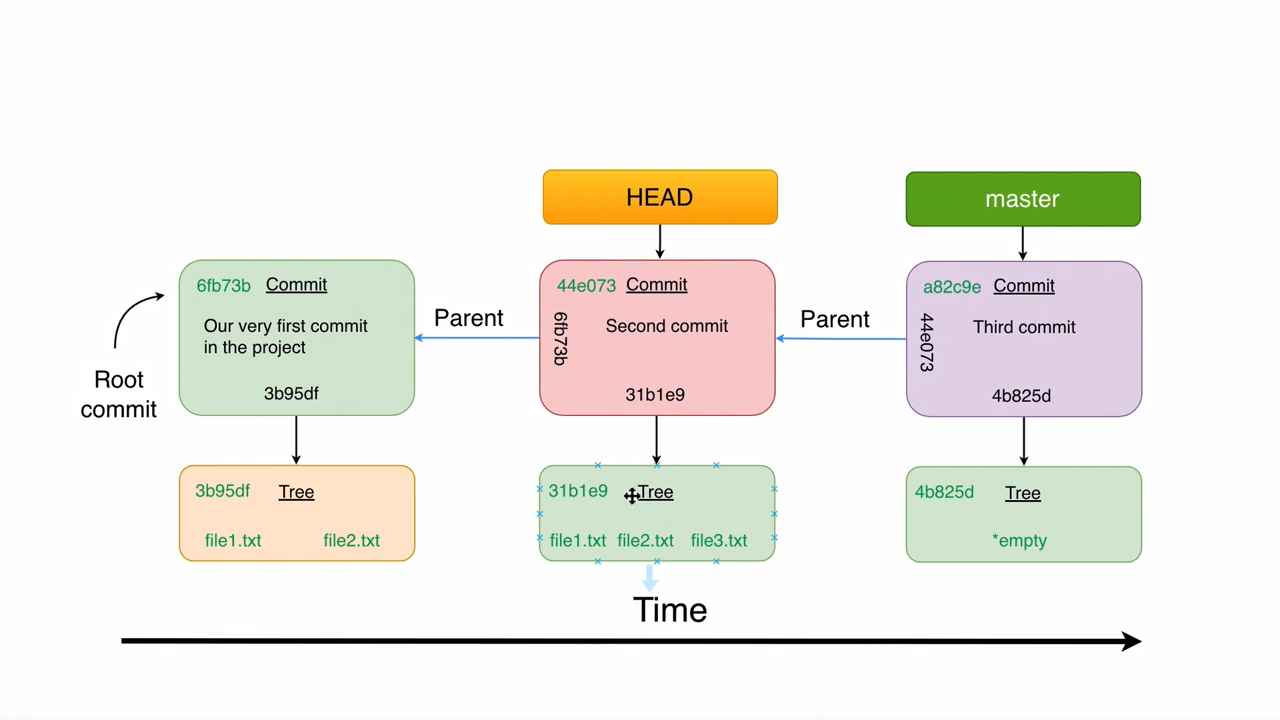 HEAD
master
6fb73b Commit
Our very first commit
in the project
3b95df
Parent
44e073 Commit
6fb73b
Second commit
31b1e9
Parent
a82c9e Commit
44e073
Third commit
4b825d
Root
commit
3b95df Tree
file1.txt file2.txt
31b1e9 Tree
file1.txt file2.txt file3.txt
4b825d Tree
*empty
Time